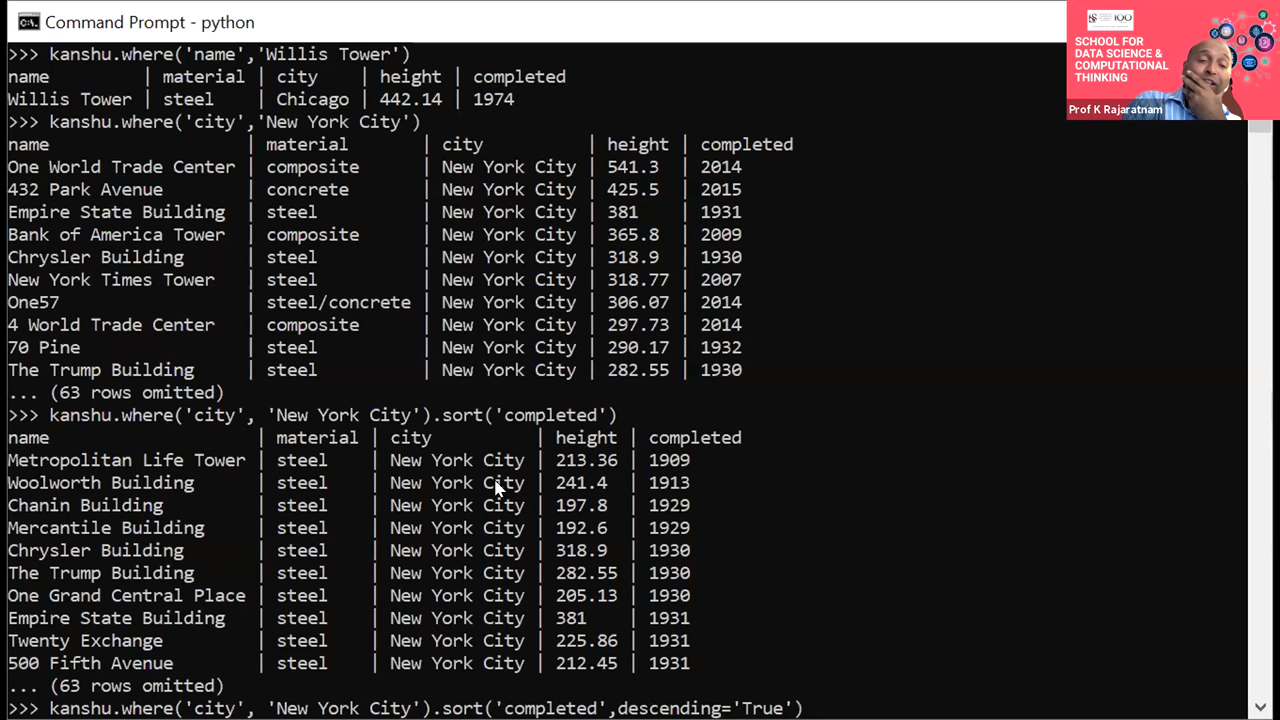 Command Prompt - python
>>> kanshu.where('name','Willis Tower')
name | material | city | height | completed
Willis Tower | steel | Chicago | 442.14 | 1974
>>> kanshu.where('city','New York City')
name | material | city | height | completed
One World Trade Center | composite | New York City | 541.3 | 2014
432 Park Avenue | concrete | New York City | 425.5 | 2015
Empire State Building | steel | New York City | 381 | 1931
Bank of America Tower | composite | New York City | 365.8 | 2009
Chrysler Building | steel | New York City | 318.9 | 1930
New York Times Tower | steel | New York City | 318.77 | 2007
One57 | steel/concrete | New York City | 306.07 | 2014
4 World Trade Center | composite | New York City | 297.73 | 2014
70 Pine | steel | New York City | 290.17 | 1932
The Trump Building | steel | New York City | 282.55 | 1930
... (63 rows omitted)
>>> kanshu.where('city', 'New York City').sort('completed')
name | material | city | height | completed
Metropolitan Life Tower | steel | New York City | 213.36 | 1909
Woolworth Building | steel | New York City | 241.4 | 1913
Chanin Building | steel | New York City | 197.8 | 1929
Mercantile Building | steel | New York City | 192.6 | 1929
Chrysler Building | steel | New York City | 318.9 | 1930
The Trump Building | steel | New York City | 282.55 | 1930
One Grand Central Place | steel | New York City | 205.13 | 1930
Empire State Building | steel | New York City | 381 | 1931
Twenty Exchange | steel | New York City | 225.86 | 1931
500 Fifth Avenue | steel | New York City | 212.45 | 1931
... (63 rows omitted)
>>> kanshu.where('city', 'New York City').sort('completed',descending='True')
100
SCHOOL FOR
DATA SCIENCE &
COMPUTATIONAL
THINKING
Prof K Rajaratnam